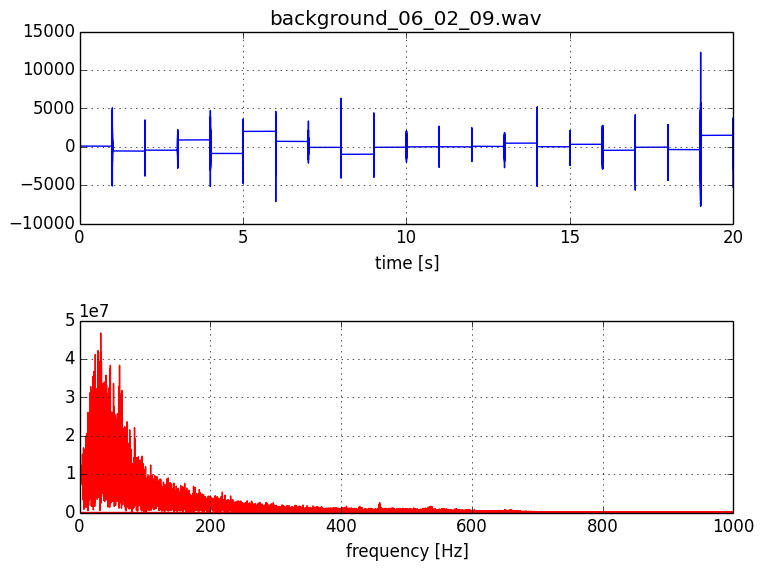 background_06_02_09.wav
15000
10000
5000
0
−5000
−10000
0 5 10 15 20
time [s]
1e7
5
4
3
2
1
0
0 200 400 600 800 1000
frequency [Hz]